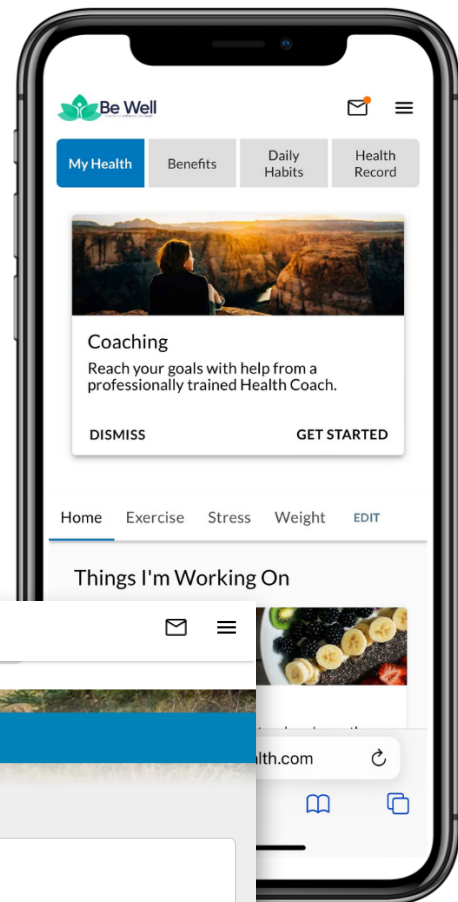 Be Well
My Health
Benefits
Daily
Habits
Health
Record
Coaching
Reach your goals with help from a
professionally trained Health Coach.
DISMISS
GET STARTED
Home Exercise Stress Weight EDIT
Things I'm Working On
lth.com